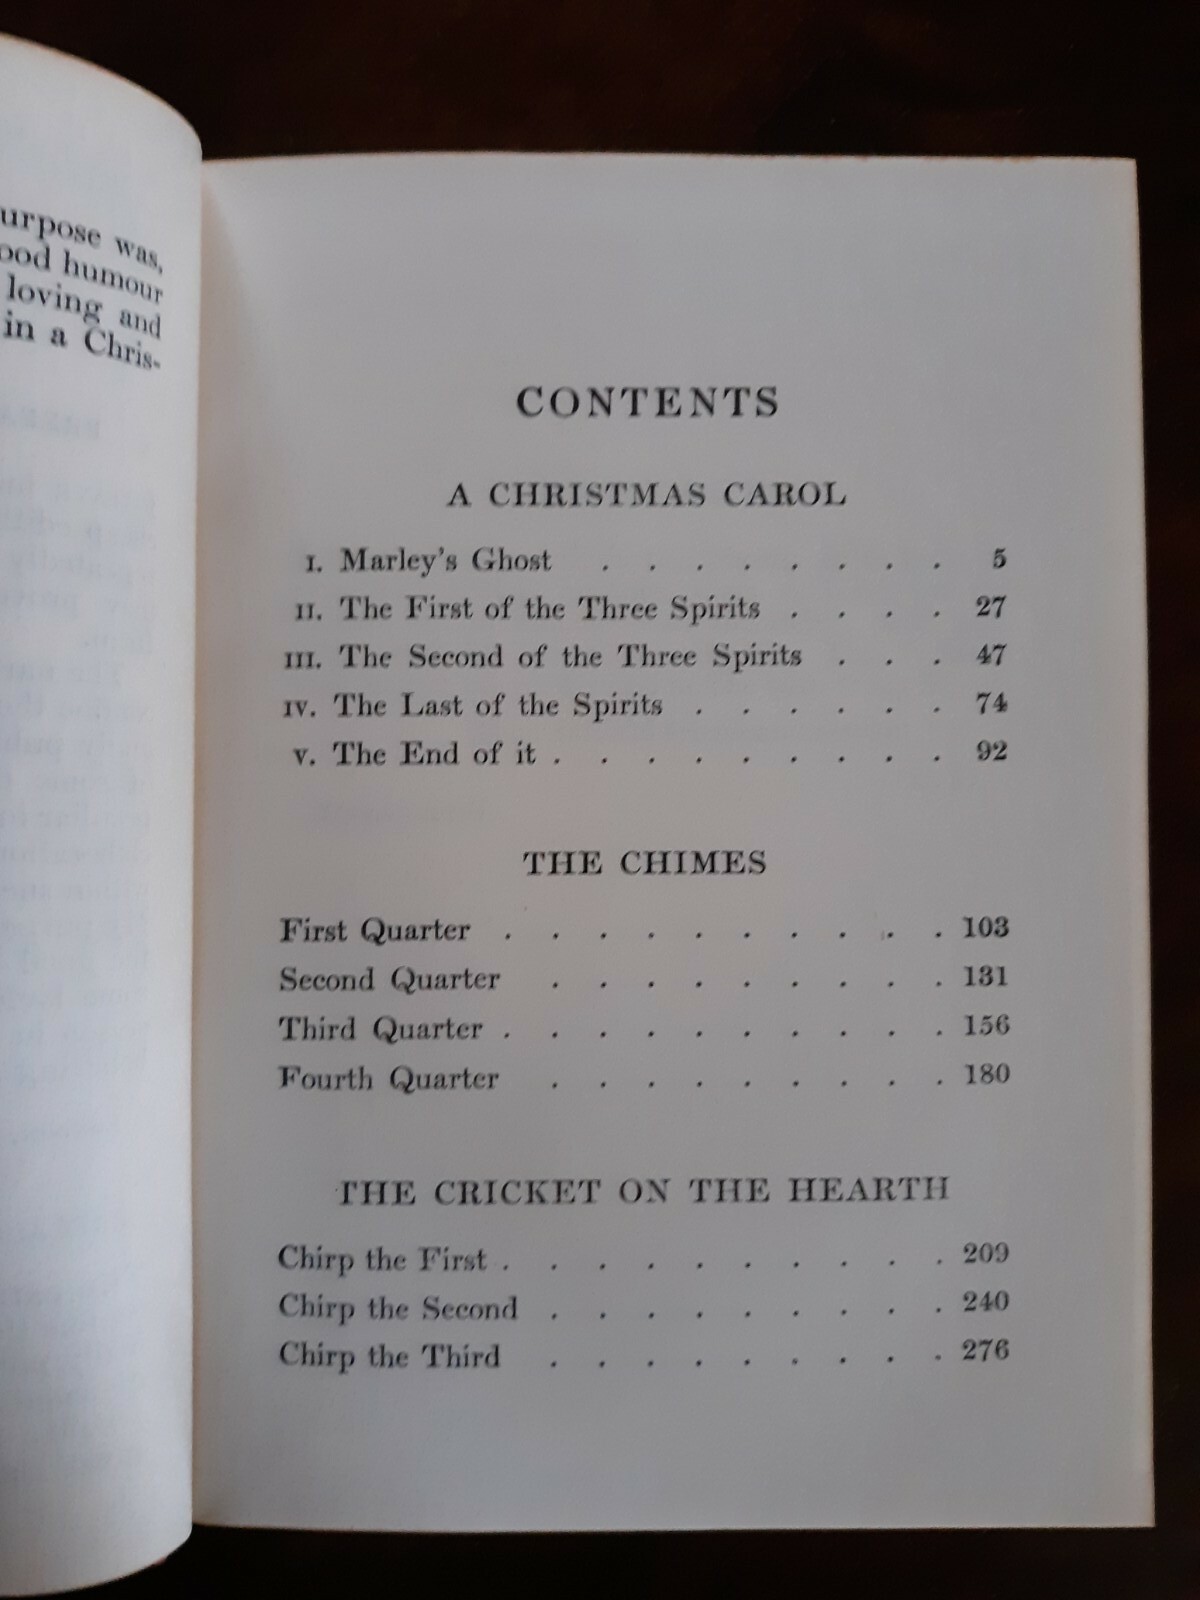 urpose was,
ood humour
loving and
in a Chris-
CONTENTS
A CHRISTMAS CAROL
I. Marley's Ghost . . . . . . . . 5
II. The First of the Three Spirits . . . . 27
III. The Second of the Three Spirits . . . 47
IV. The Last of the Spirits . . . . . . 74
V. The End of it . . . . . . . . . 92
THE CHIMES
First Quarter . . . . . . . . . . 103
Second Quarter . . . . . . . . . 131
Third Quarter . . . . . . . . . . 156
Fourth Quarter . . . . . . . . . 180
THE CRICKET ON THE HEARTH
Chirp the First . . . . . . . . . . 209
Chirp the Second . . . . . . . . . 240
Chirp the Third . . . . . . . . . 276